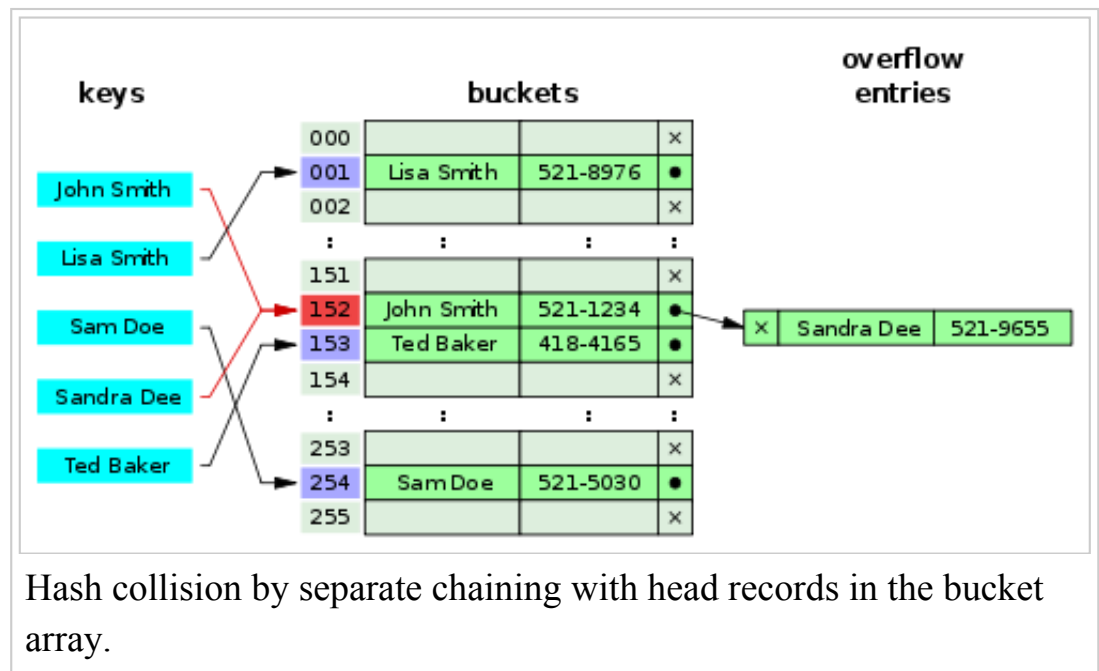 keys
buckets
overflow
entries
John Smith
Lisa Smith
Sam Doe
Sandra Dee
Ted Baker
000 ×
001 Lisa Smith 521-8976 •
002 ×
: : : :
151 ×
152 John Smith 521-1234 •
153 Ted Baker 418-4165 •
154 ×
: : : :
253 ×
254 Sam Doe 521-5030 •
255 ×
× Sandra Dee 521-9655
Hash collision by separate chaining with head records in the bucket
array.